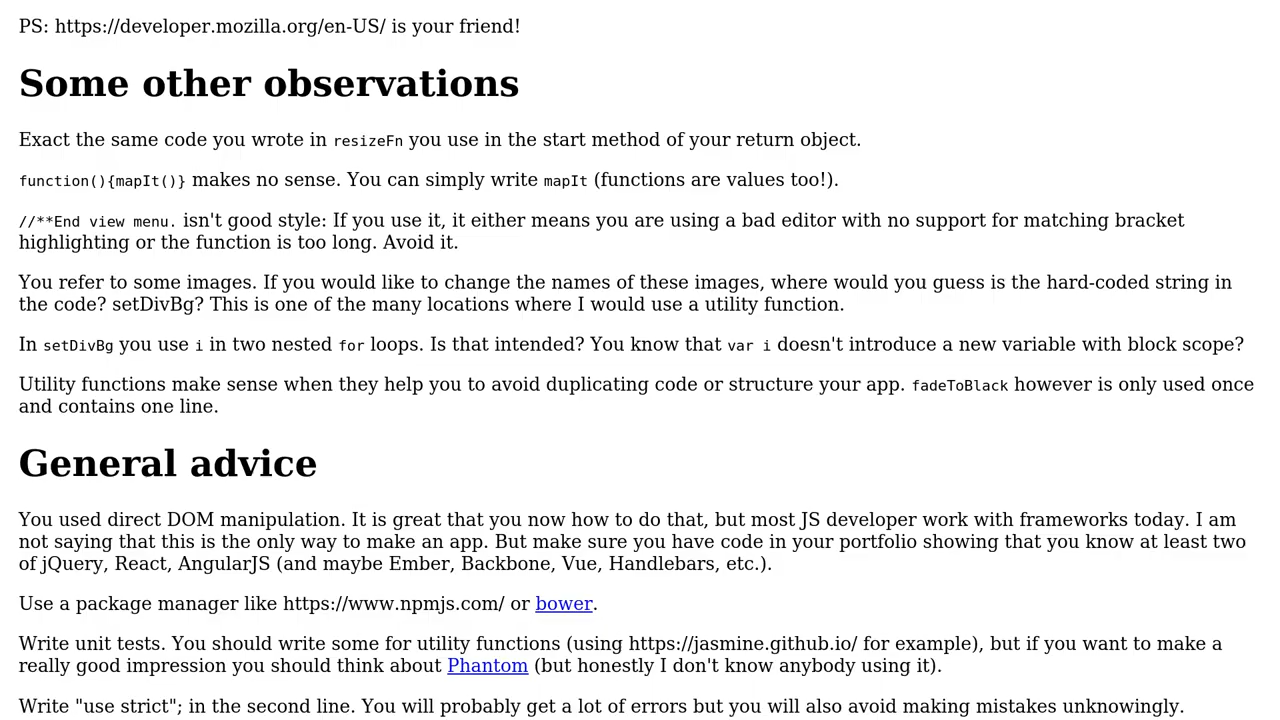 PS: https://developer.mozilla.org/en-US/ is your friend!
Some other observations
Exact the same code you wrote in resizeFn you use in the start method of your return object.
function(){mapIt()} makes no sense. You can simply write mapIt (functions are values too!).
//**End view menu. isn't good style: If you use it, it either means you are using a bad editor with no support for matching bracket
highlighting or the function is too long. Avoid it.
You refer to some images. If you would like to change the names of these images, where would you guess is the hard-coded string in
the code? setDivBg? This is one of the many locations where I would use a utility function.
In setDivBg you use i in two nested for loops. Is that intended? You know that var i doesn't introduce a new variable with block scope?
Utility functions make sense when they help you to avoid duplicating code or structure your app. fadeToBlack however is only used once
and contains one line.
General advice
You used direct DOM manipulation. It is great that you now how to do that, but most JS developer work with frameworks today. I am
not saying that this is the only way to make an app. But make sure you have code in your portfolio showing that you know at least two
of jQuery, React, AngularJS (and maybe Ember, Backbone, Vue, Handlebars, etc.).
Use a package manager like https://www.npmjs.com/ or bower.
Write unit tests. You should write some for utility functions (using https://jasmine.github.io/ for example), but if you want to make a
really good impression you should think about Phantom (but honestly I don't know anybody using it).
Write "use strict"; in the second line. You will probably get a lot of errors but you will also avoid making mistakes unknowingly.